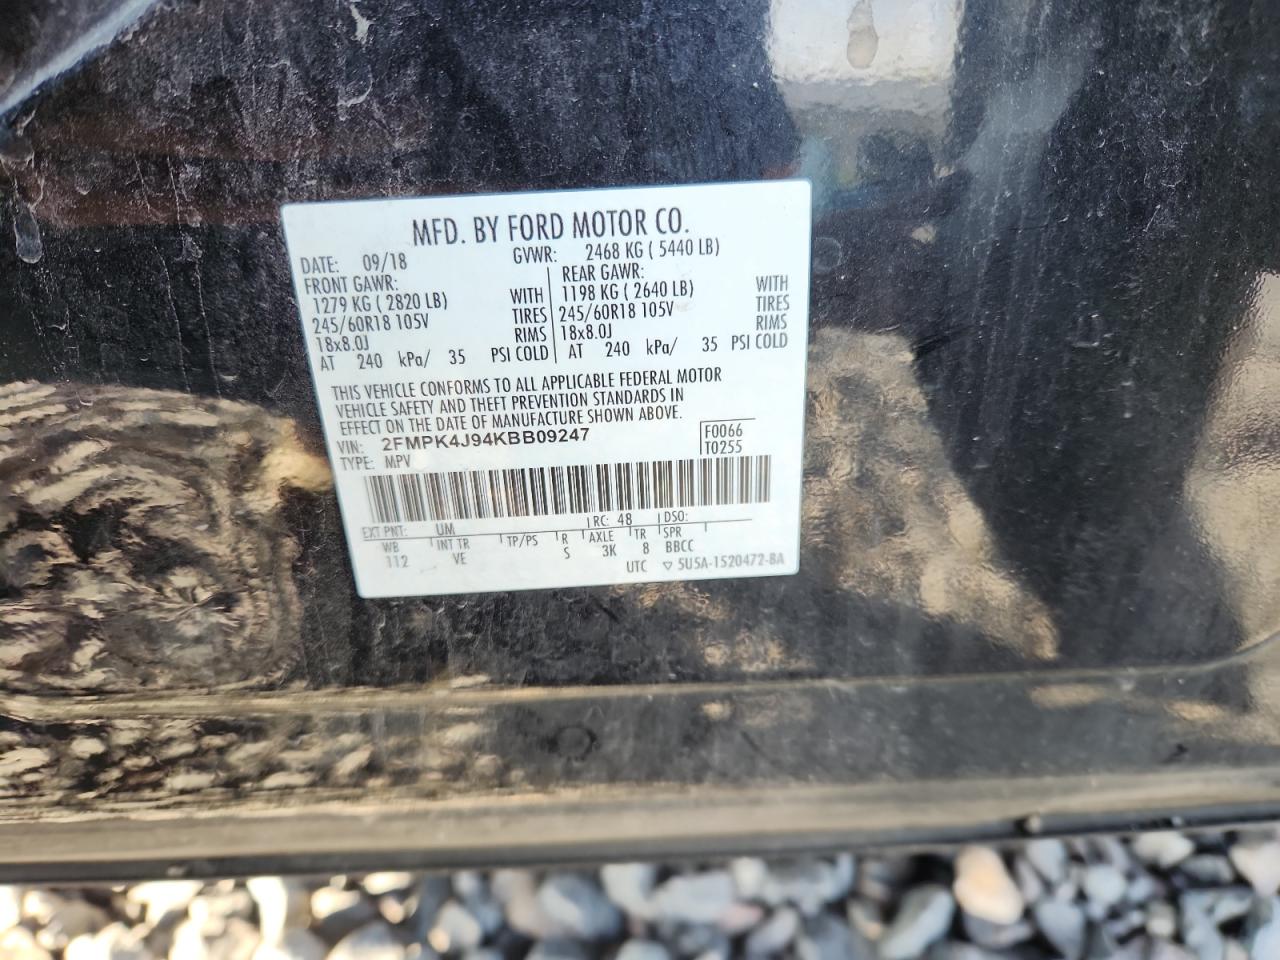 MFD. BY FORD MOTOR CO.
DATE: 09/18 GVWR: 2468 KG ( 5440 LB)
FRONT GAWR: REAR GAWR:
1279 KG ( 2820 LB) WITH 1198 KG ( 2640 LB) WITH
245/60R18 105V TIRES 245/60R18 105V TIRES
18x8.0J RIMS 18x8.0J RIMS
AT 240 kPa/ 35 PSI COLD AT 240 kPa/ 35 PSI COLD
THIS VEHICLE CONFORMS TO ALL APPLICABLE FEDERAL MOTOR
VEHICLE SAFETY AND THEFT PREVENTION STANDARDS IN
EFFECT ON THE DATE OF MANUFACTURE SHOWN ABOVE.
VIN: 2FMPK4J94KBB09247 F0066
TYPE: MPV T0255
EXT PNT: UM RC: 48 DSO:
WB INT TR TP/PS R AXLE TR SPR
112 VE S 3K 8 BBCC
UTC ▽ 5U5A-1520472-BA